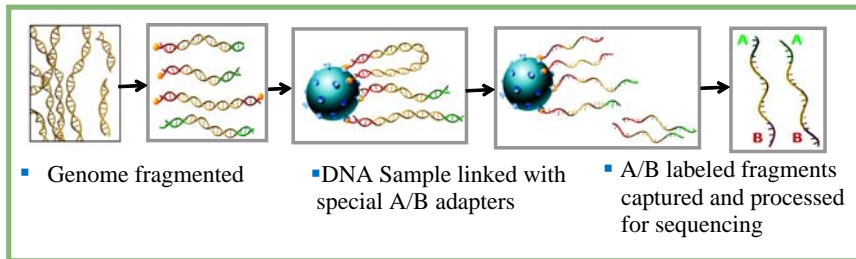 A A
B B
▪ Genome fragmented
▪DNA Sample linked with
special A/B adapters
▪ A/B labeled fragments
captured and processed
for sequencing